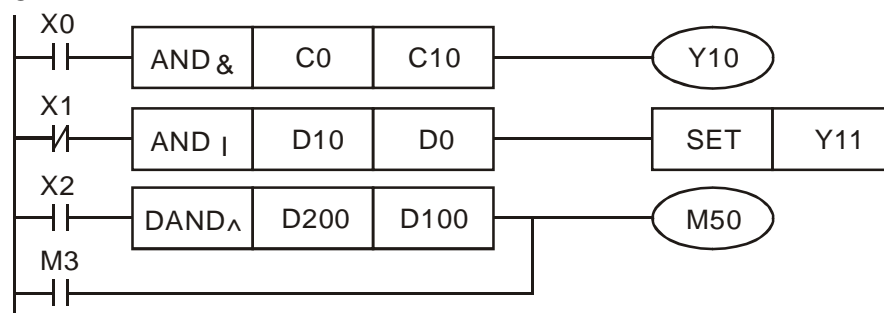 X0
AND & C0 C10 Y10
X1
AND | D10 D0 SET Y11
X2
DAND^ D200 D100 M50
M3